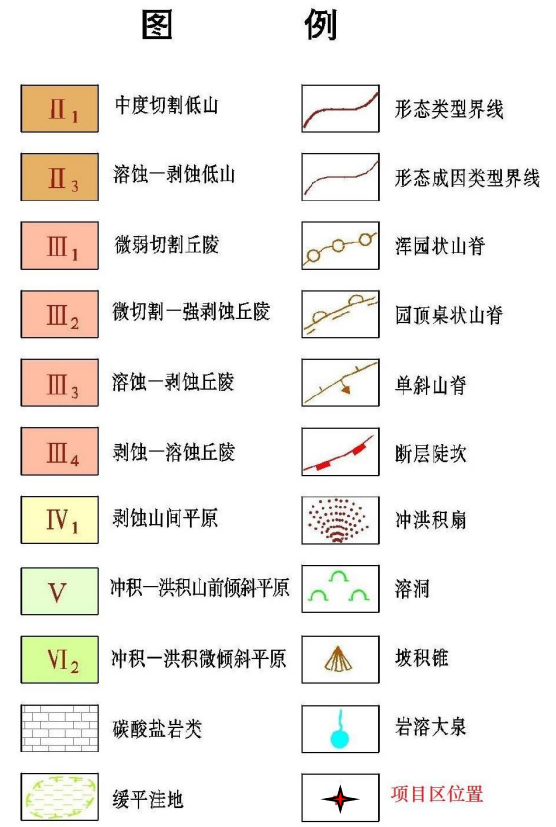 图 例
II1 中度切割低山 形态类型界线
II3 溶蚀—剥蚀低山 形态成因类型界线
III1 微弱切割丘陵 浑园状山脊
III2 微切割—强剥蚀丘陵 园顶桌状山脊
III3 溶蚀—剥蚀丘陵 单斜山脊
III4 剥蚀—溶蚀丘陵 断层陡坎
IV1 剥蚀山间平原 冲洪积扇
V 冲积—洪积山前倾斜平原 溶洞
VI2 冲积—洪积微倾斜平原 坡积锥
碳酸盐岩类 岩溶大泉
缓平洼地 项目区位置